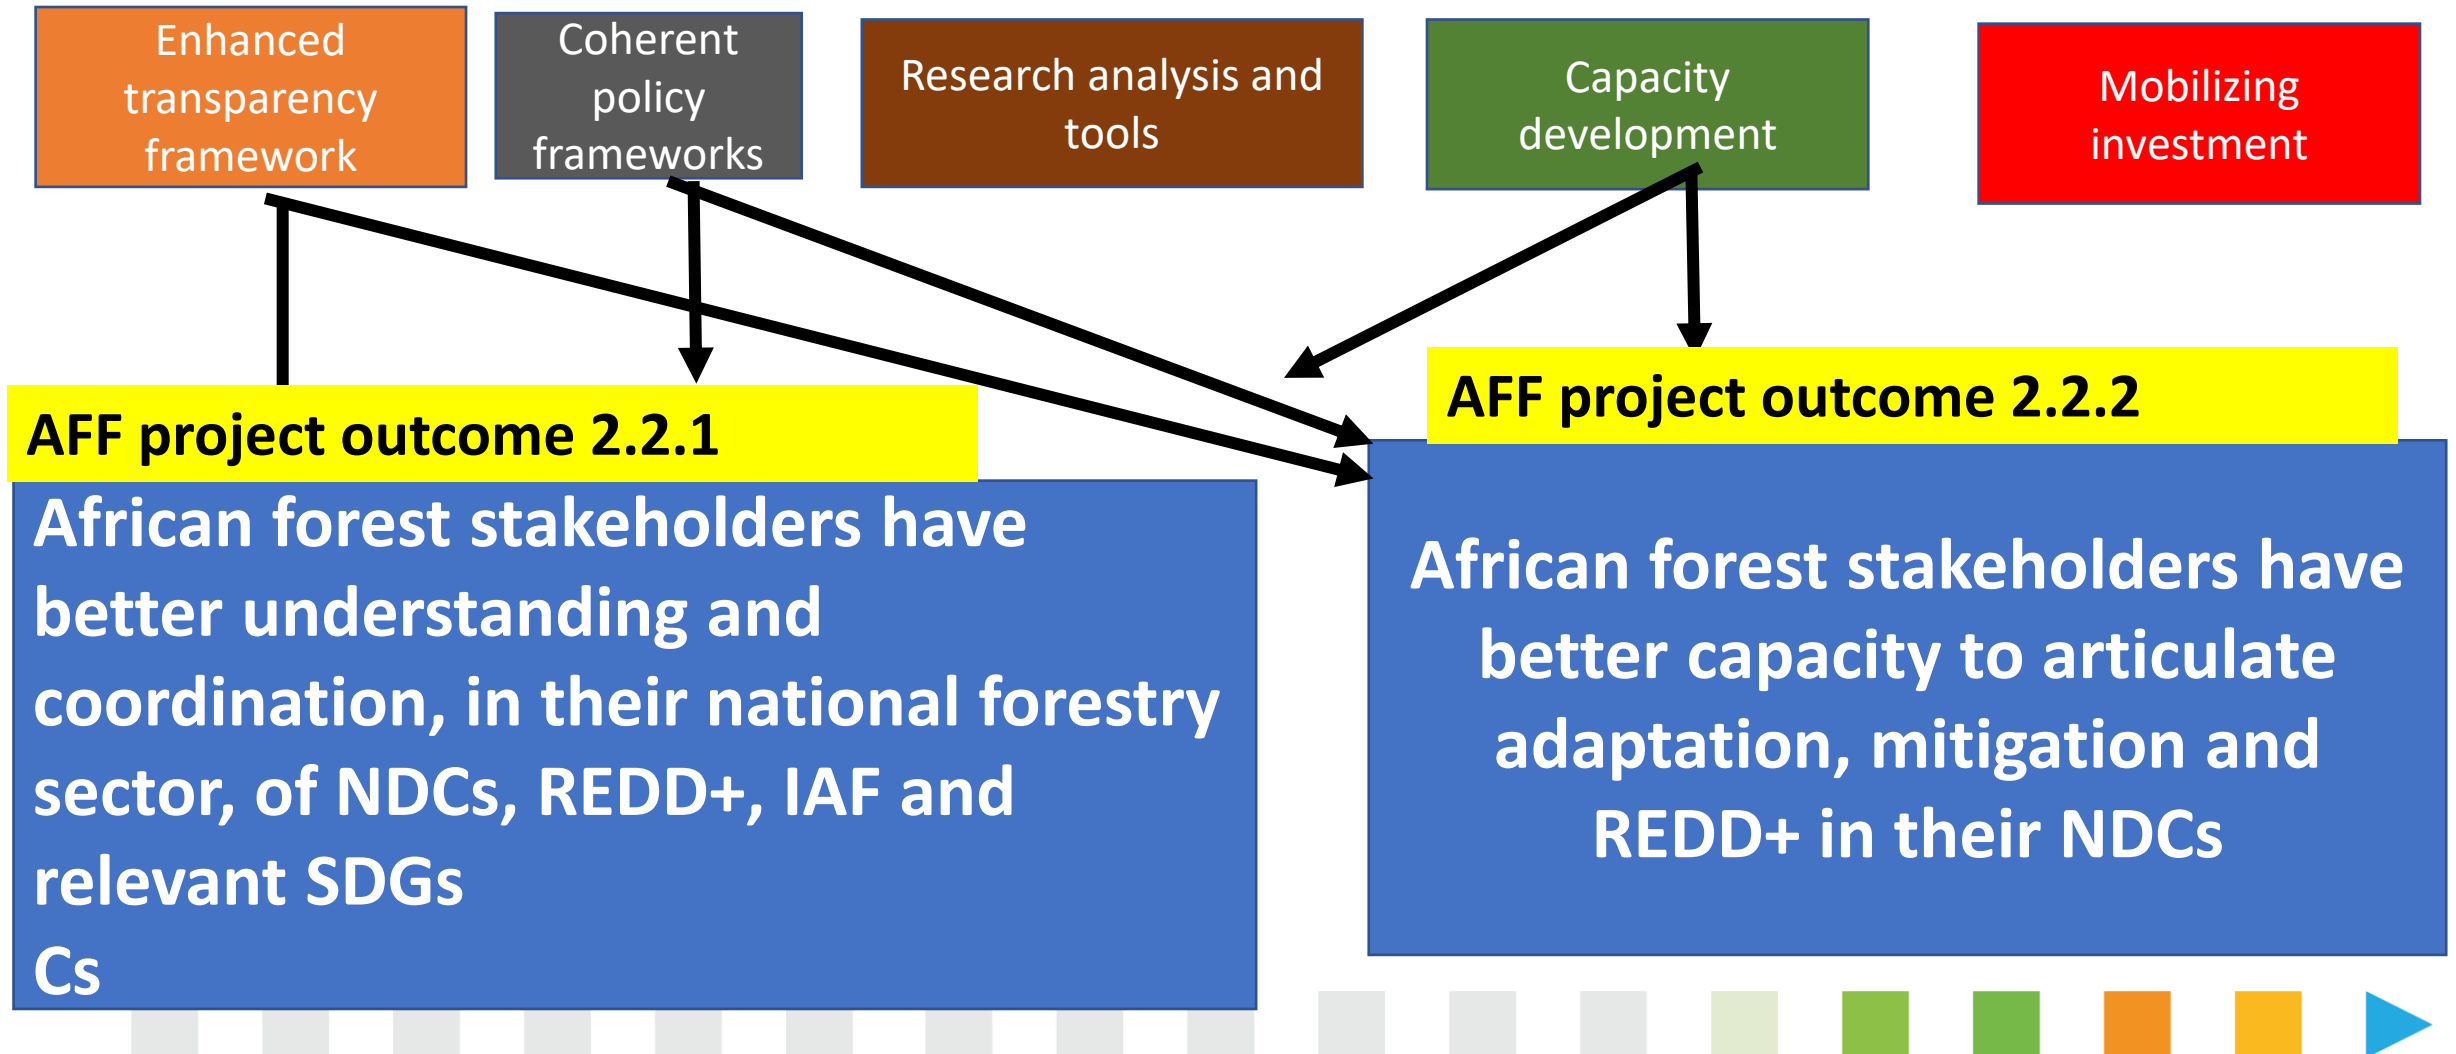 Enhanced
transparency
framework
Coherent
policy
frameworks
Research analysis and
tools
Capacity
development
Mobilizing
investment
AFF project outcome 2.2.1
African forest stakeholders have
better understanding and
coordination, in their national forestry
sector, of NDCs, REDD+, IAF and
relevant SDGs
Cs
AFF project outcome 2.2.2
African forest stakeholders have
better capacity to articulate
adaptation, mitigation and
REDD+ in their NDCs